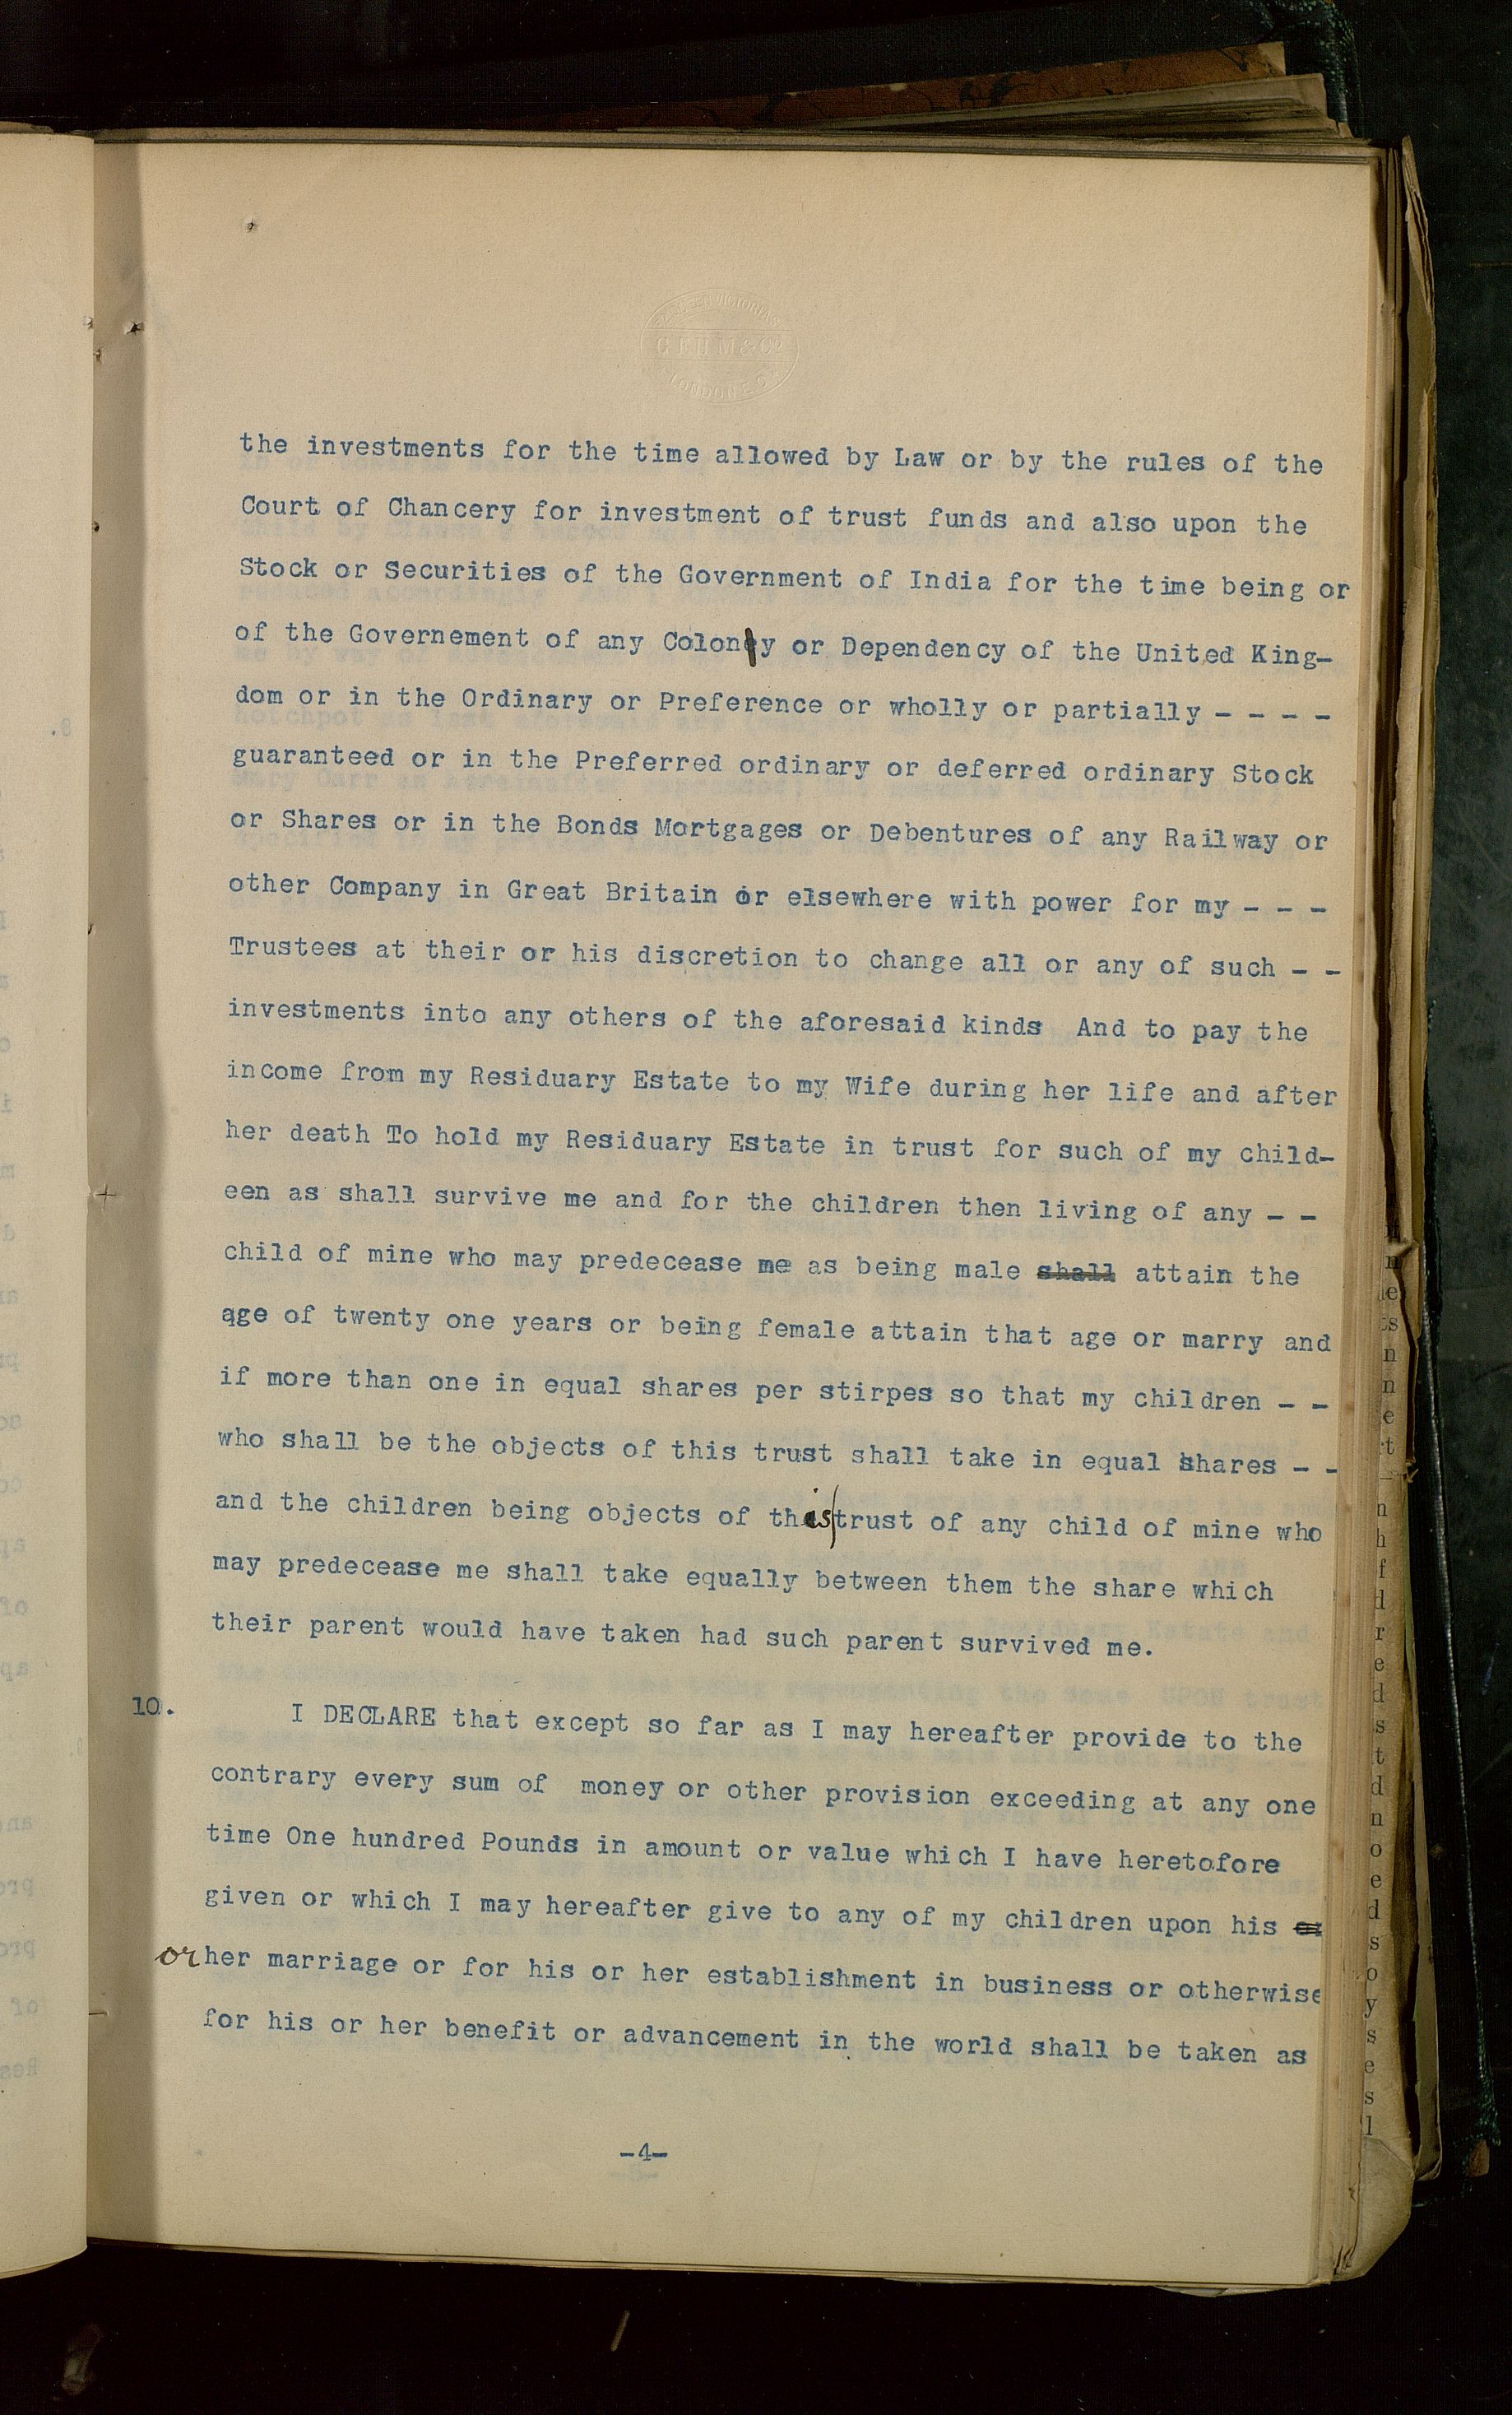 G F H M & Co
LONDON E.C.
the investments for the time allowed by Law or by the rules of the
Court of Chancery for investment of trust funds and also upon the
Stock or Securities of the Government of India for the time being or
of the Governement of any Colony or Dependency of the United King-
dom or in the Ordinary or Preference or wholly or partially - - - -
guaranteed or in the Preferred ordinary or deferred ordinary Stock
or Shares or in the Bonds Mortgages or Debentures of any Railway or
other Company in Great Britain or elsewhere with power for my - - -
Trustees at their or his discretion to change all or any of such - -
investments into any others of the aforesaid kinds And to pay the
income from my Residuary Estate to my Wife during her life and after
her death To hold my Residuary Estate in trust for such of my child-
een as shall survive me and for the children then living of any - -
child of mine who may predecease me as being male shall attain the
age of twenty one years or being female attain that age or marry and
if more than one in equal shares per stirpes so that my children - -
who shall be the objects of this trust shall take in equal shares - -
and the children being objects of this trust of any child of mine who
may predecease me shall take equally between them the share which
their parent would have taken had such parent survived me.
10. I DECLARE that except so far as I may hereafter provide to the
contrary every sum of money or other provision exceeding at any one
time One hundred Pounds in amount or value which I have heretofore
given or which I may hereafter give to any of my children upon his or
or her marriage or for his or her establishment in business or otherwise
for his or her benefit or advancement in the world shall be taken as
-4-